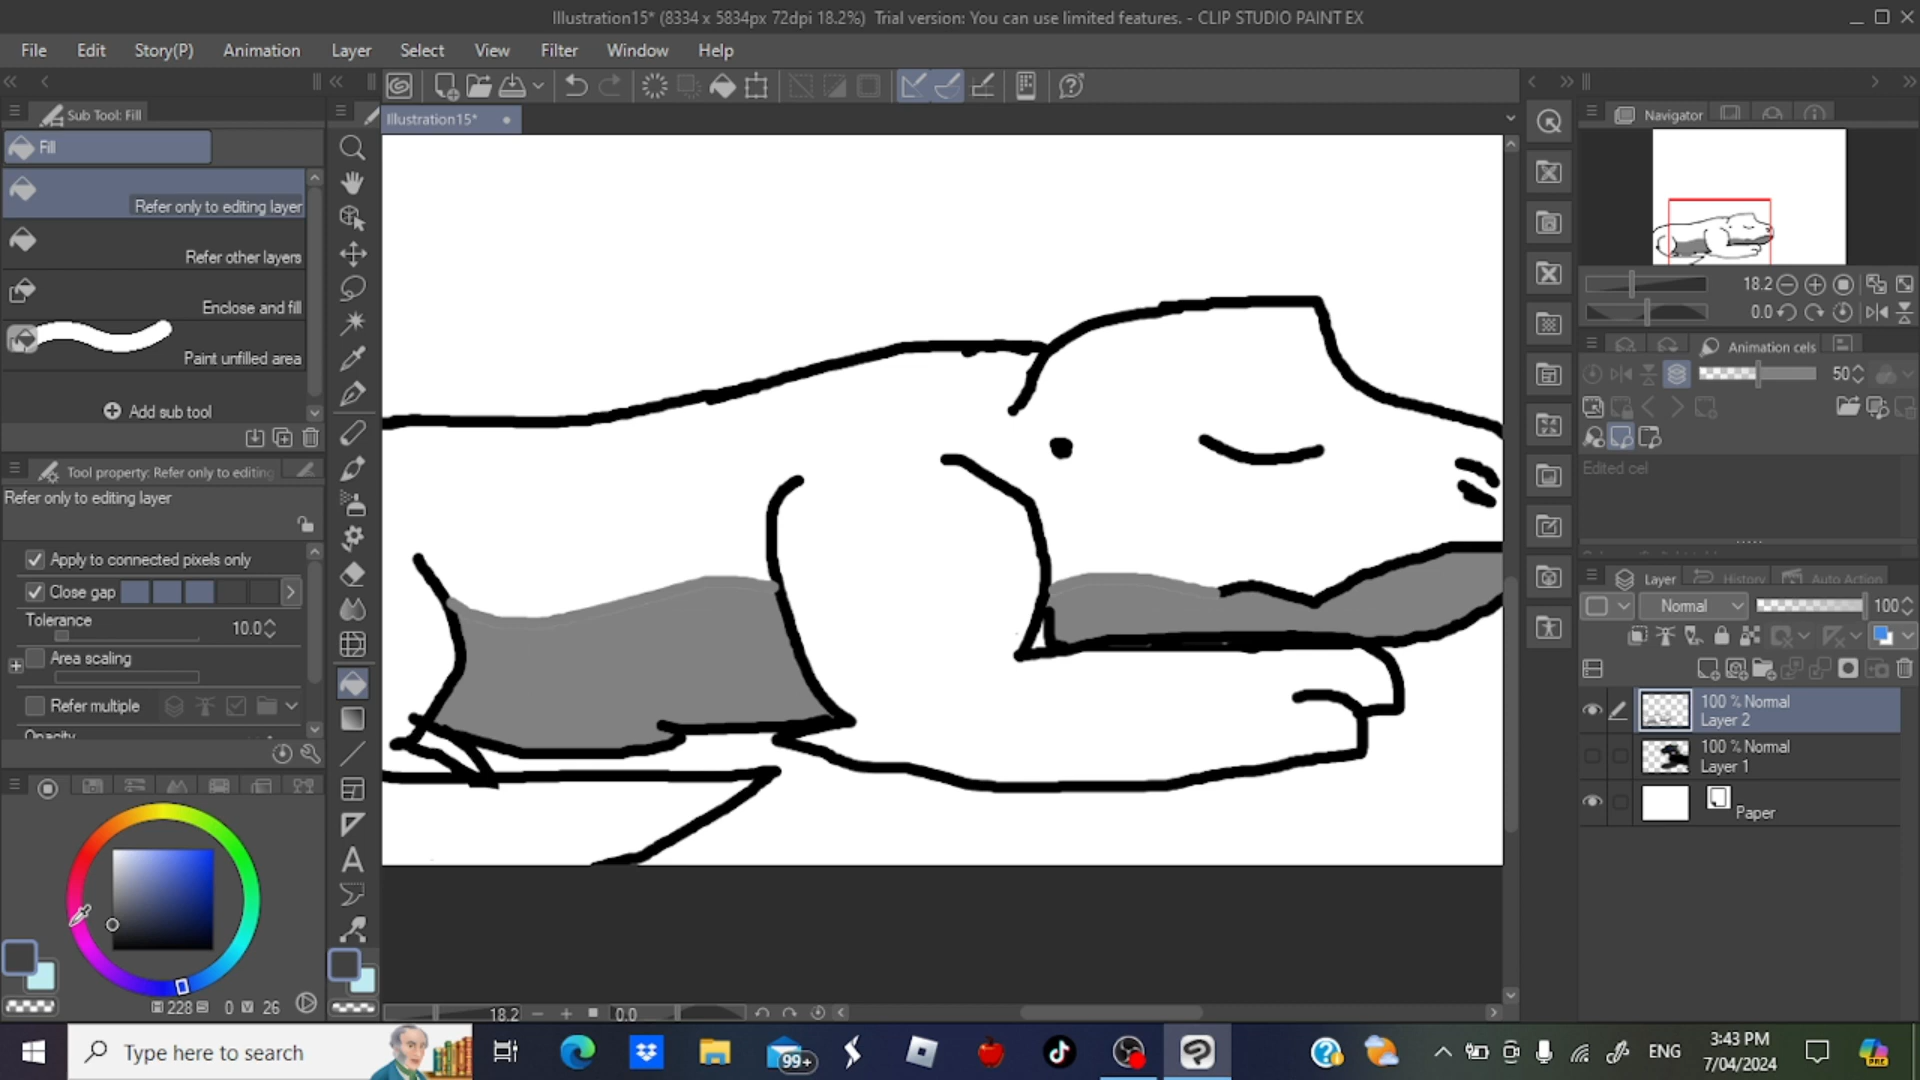 Illustration15* (8334 x 5834px 72dpi 18.2%)  Trial version: You can use limited features. - CLIP STUDIO PAINT EX
File Edit Story(P) Animation Layer Select View Filter Window Help
Sub Tool: Fill
Illustration15*
Navigator
Fill
Refer only to editing layer
Refer other layers
Enclose and fill
Paint unfilled area
Add sub tool
18.2
0.0
Animation cels
50
Edited cel
Tool property: Refer only to editing
Refer only to editing layer
Apply to connected pixels only
Close gap
Tolerance
10.0
Area scaling
Refer multiple
Opacity
Layer History Auto Action
Normal 100
100 % Normal
Layer 2
100 % Normal
Layer 1
Paper
H 228 S 0 V 26
18.2 0.0
Type here to search
99+
ENG
3:43 PM
7/04/2024
PRE